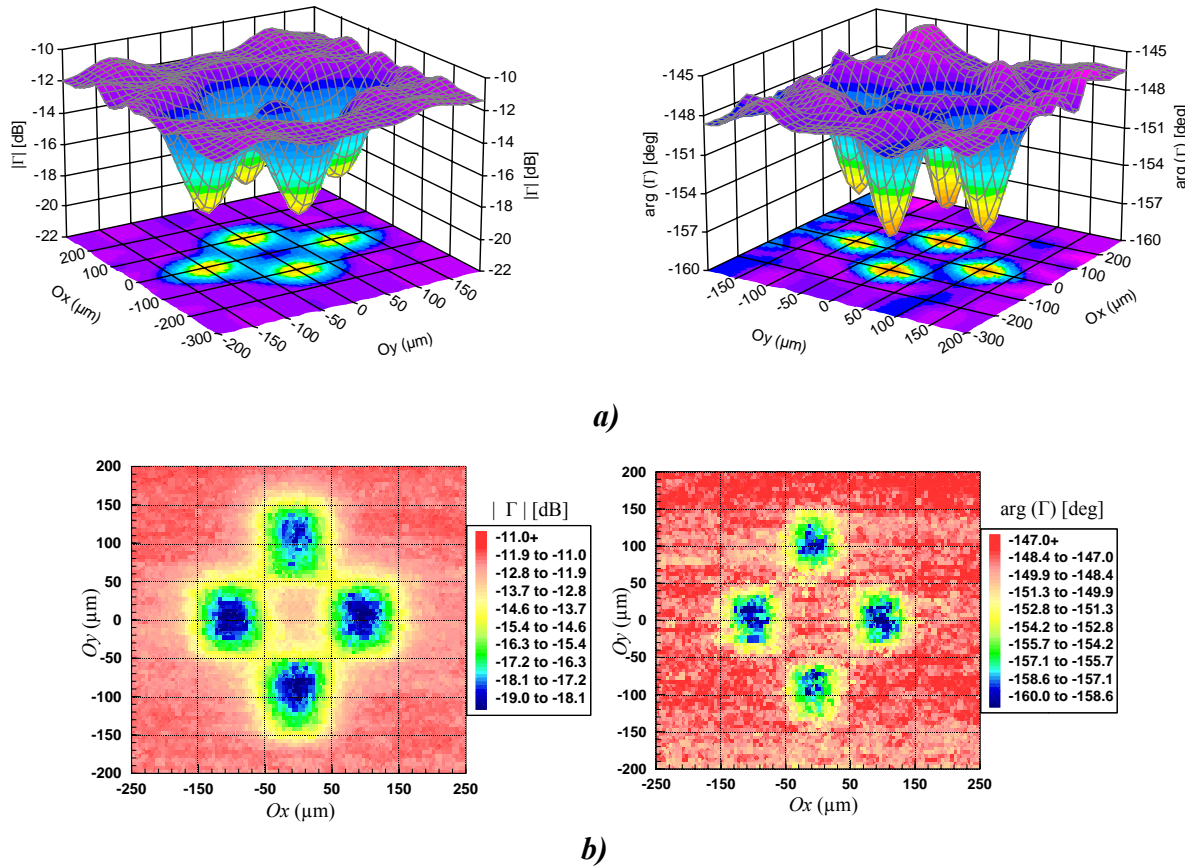 -10
-12
-14
-16
-18
-20
-22
|Γ| [dB]
-10
-12
-14
-16
-18
-20
-22
|Γ| [dB]
200
100
0
-100
-200
-300
Ox (µm)
-200
-150
-100
-50
0
50
100
150
Oy (µm)
-145
-148
-151
-154
-157
-160
arg (Γ) [deg]
-145
-148
-151
-154
-157
-160
arg (Γ) [deg]
-150
-100
-50
0
50
100
150
200
Oy (µm)
200
100
0
-100
-200
-300
Ox (µm)
a)
200
150
100
50
0
-50
-100
-150
-200
Oy (µm)
-250 -150 -50 50 150 250
Ox (µm)
| Γ | [dB]
-11.0+
-11.9 to -11.0
-12.8 to -11.9
-13.7 to -12.8
-14.6 to -13.7
-15.4 to -14.6
-16.3 to -15.4
-17.2 to -16.3
-18.1 to -17.2
-19.0 to -18.1
200
150
100
50
0
-50
-100
-150
-200
Oy (µm)
-250 -150 -50 50 150 250
Ox (µm)
arg (Γ) [deg]
-147.0+
-148.4 to -147.0
-149.9 to -148.4
-151.3 to -149.9
-152.8 to -151.3
-154.2 to -152.8
-155.7 to -154.2
-157.1 to -155.7
-158.6 to -157.1
-160.0 to -158.6
b)